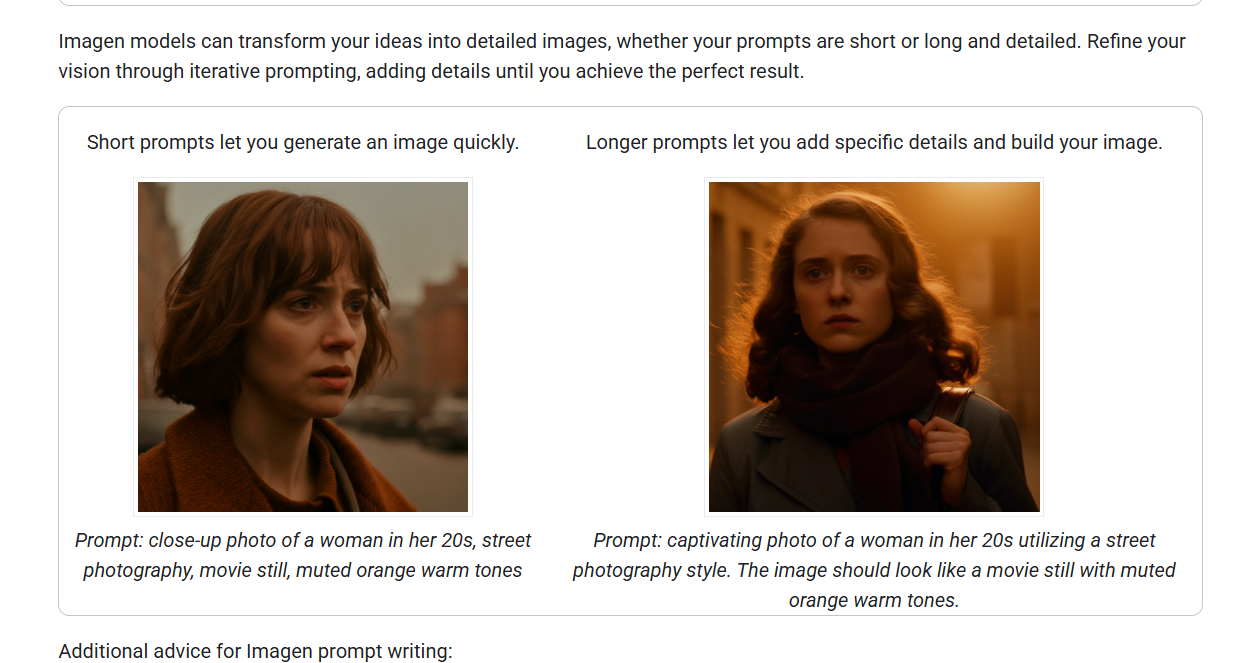 Imagen models can transform your ideas into detailed images, whether your prompts are short or long and detailed. Refine your
vision through iterative prompting, adding details until you achieve the perfect result.
Short prompts let you generate an image quickly.
Prompt: close-up photo of a woman in her 20s, street
photography, movie still, muted orange warm tones
Longer prompts let you add specific details and build your image.
Prompt: captivating photo of a woman in her 20s utilizing a street
photography style. The image should look like a movie still with muted
orange warm tones.
Additional advice for Imagen prompt writing: